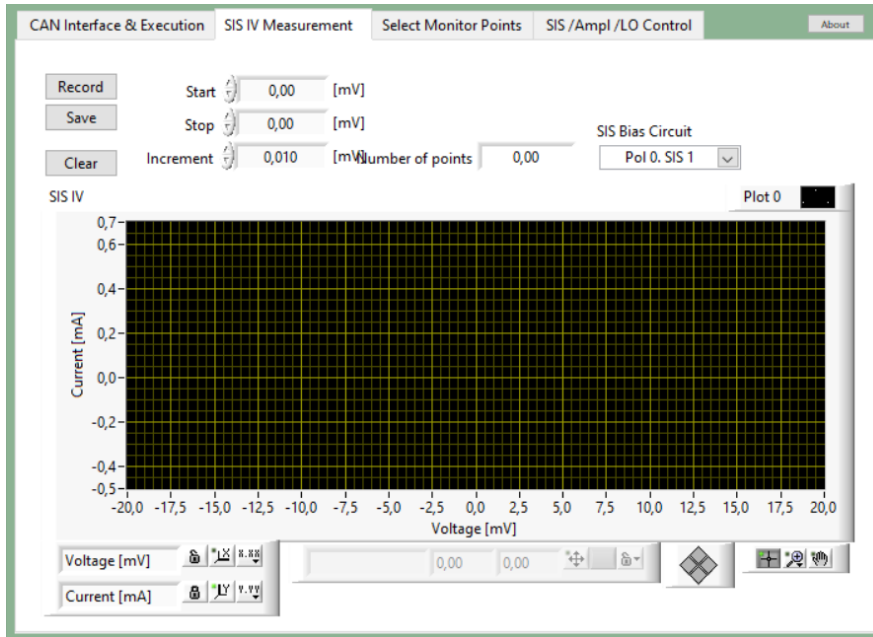 CAN Interface & Execution SIS IV Measurement Select Monitor Points SIS /Ampl /LO Control About
Record Start 0,00 [mV]
Save Stop 0,00 [mV]
SIS Bias Circuit
Clear Increment 0,010 [mV] Number of points 0,00 Pol 0. SIS 1
SIS IV Plot 0
0,7
0,6
0,4
0,2
0,0
-0,2
-0,4
-0,5
Current [mA]
-20,0 -17,5 -15,0 -12,5 -10,0 -7,5 -5,0 -2,5 0,0 2,5 5,0 7,5 10,0 12,5 15,0 17,5 20,0
Voltage [mV]
Voltage [mV] X X.XX 0,00 0,00
Current [mA] Y Y.YY